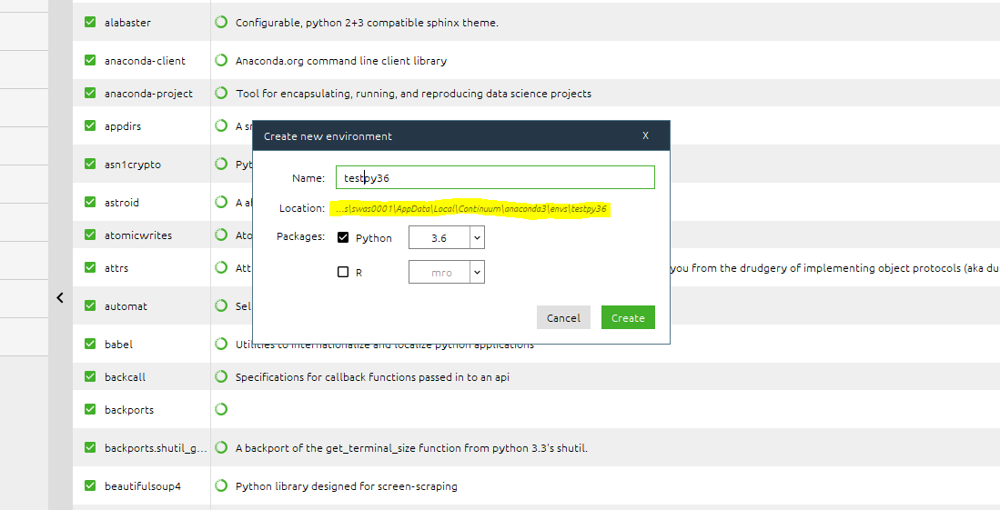 alabaster Configurable, python 2+3 compatible sphinx theme.
anaconda-client Anaconda.org command line client library
anaconda-project Tool for encapsulating, running, and reproducing data science projects
appdirs A s
Create new environment X
asn1crypto Pyt
Name: testpy36
astroid A al
Location: ...s\swas0001\AppData\Local\Continuum\anaconda3\envs\testpy36
atomicwrites Ato
Packages: Python 3.6
attrs Att you from the drudgery of implementing object protocols (aka du
R mro
automat Sel
Cancel Create
babel Utilities to internationalize and localize python applications
backcall Specifications for callback functions passed in to an api
backports
backports.shutil_g... A backport of the get_terminal_size function from python 3.3's shutil.
beautifulsoup4 Python library designed for screen-scraping